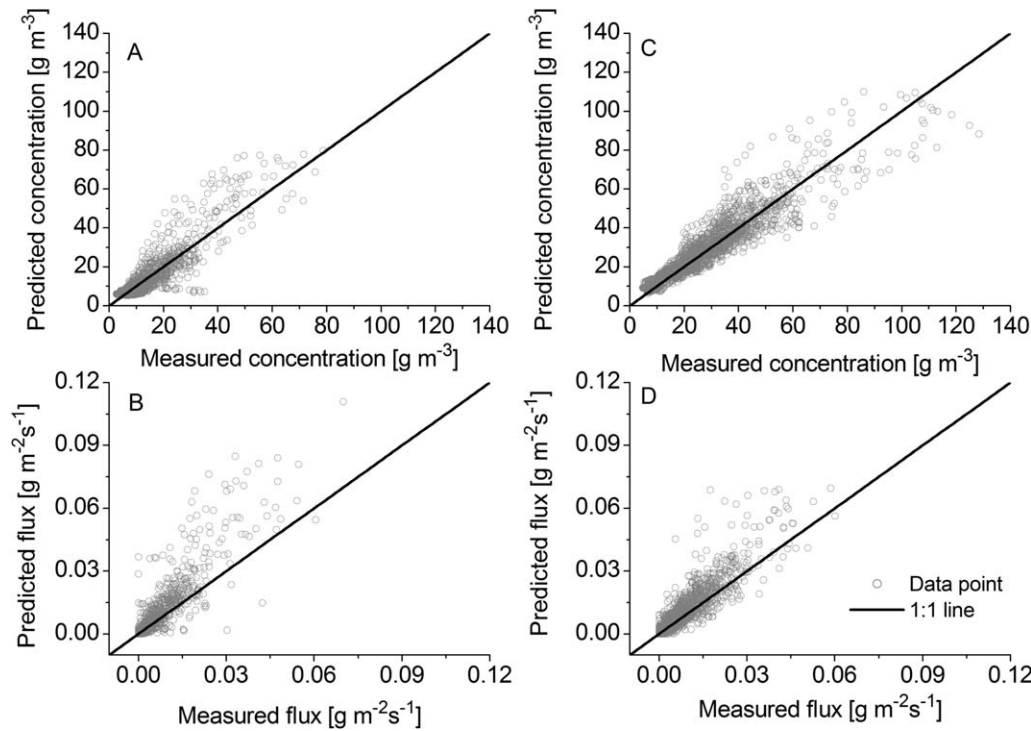 A
Predicted concentration [g m-3]
140
120
100
80
60
40
20
0
0 20 40 60 80 100 120 140
Measured concentration [g m-3]
C
Predicted concentration [g m-3]
140
120
100
80
60
40
20
0
0 20 40 60 80 100 120 140
Measured concentration [g m-3]
B
Predicted flux [g m-2s-1]
0.12
0.09
0.06
0.03
0.00
0.00 0.03 0.06 0.09 0.12
Measured flux [g m-2s-1]
D
Predicted flux [g m-2s-1]
0.12
0.09
0.06
0.03
0.00
Data point
1:1 line
0.00 0.03 0.06 0.09 0.12
Measured flux [g m-2s-1]